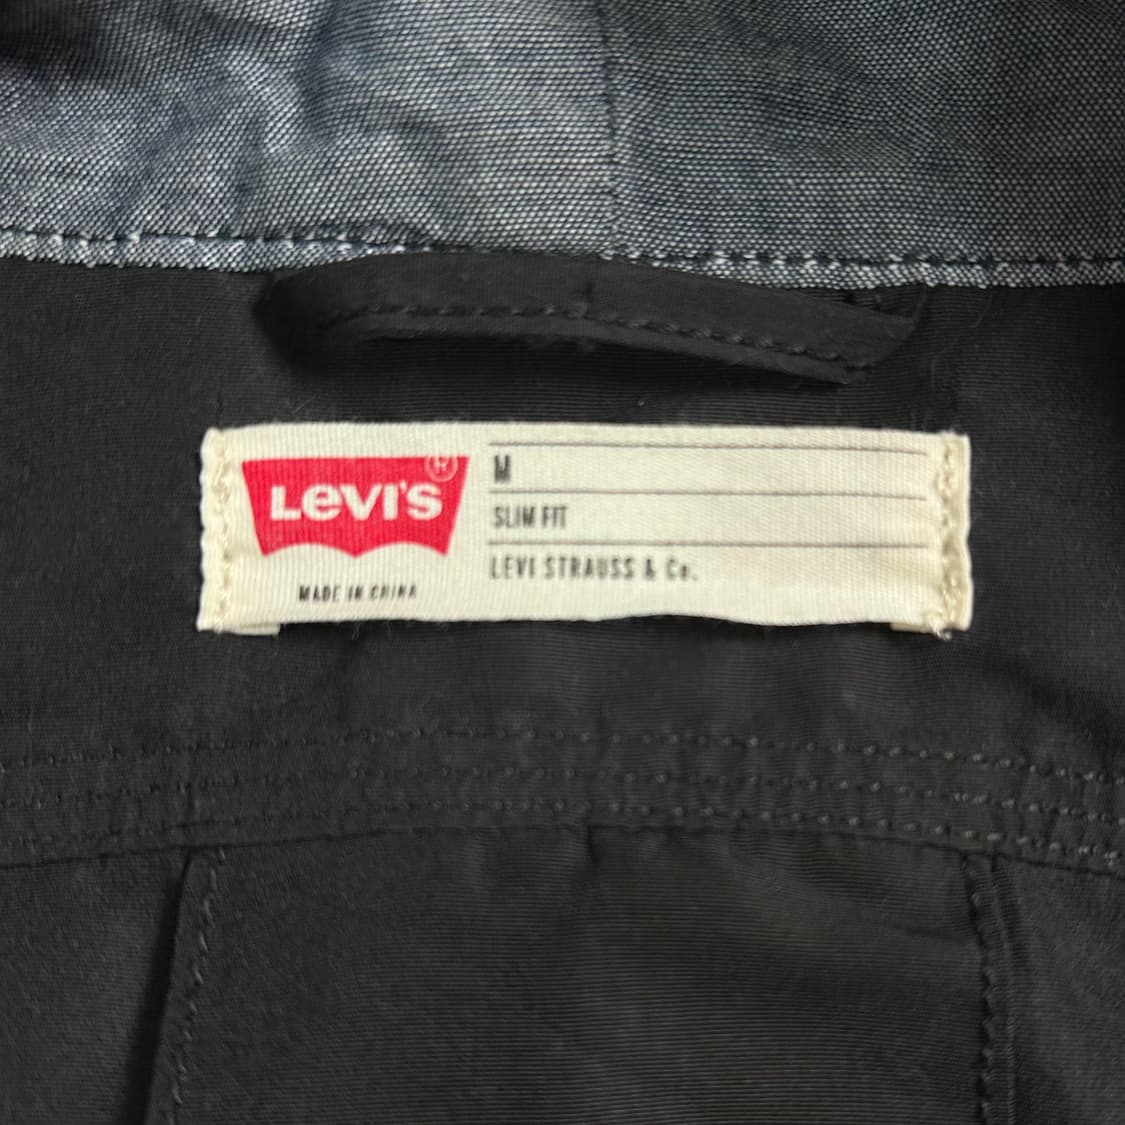 LEVI'S ®
MADE IN CHINA
M
SLIM FIT
LEVI STRAUSS & Co.